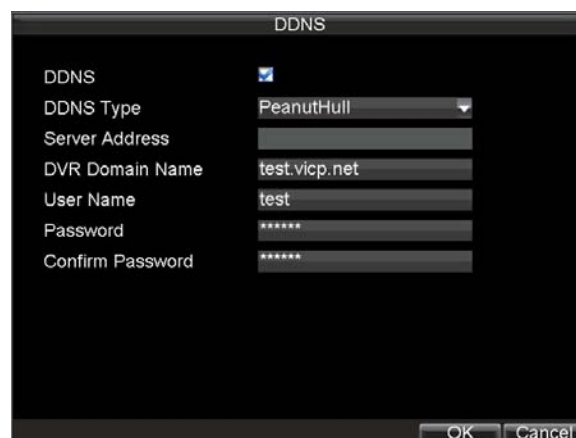 DDNS
DDNS
DDNS Type PeanutHull
Server Address
DVR Domain Name test.vicp.net
User Name test
Password ******
Confirm Password ******
OK Cancel